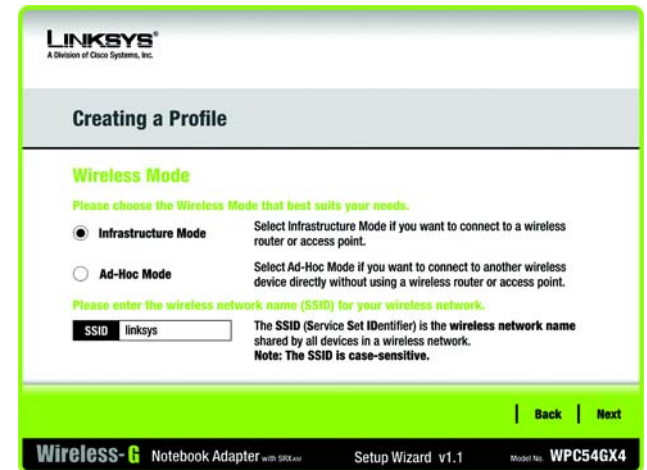 LINKSYS®
A Division of Cisco Systems, Inc.
Creating a Profile
Wireless Mode
Please choose the Wireless Mode that best suits your needs.
Infrastructure Mode
Select Infrastructure Mode if you want to connect to a wireless
router or access point.
Ad-Hoc Mode
Select Ad-Hoc Mode if you want to connect to another wireless
device directly without using a wireless router or access point.
Please enter the wireless network name (SSID) for your wireless network.
SSID linksys
The SSID (Service Set IDentifier) is the wireless network name
shared by all devices in a wireless network.
Note: The SSID is case-sensitive.
Back Next
Wireless-G Notebook Adapter with SRX400 Setup Wizard v1.1 Model No. WPC54GX4